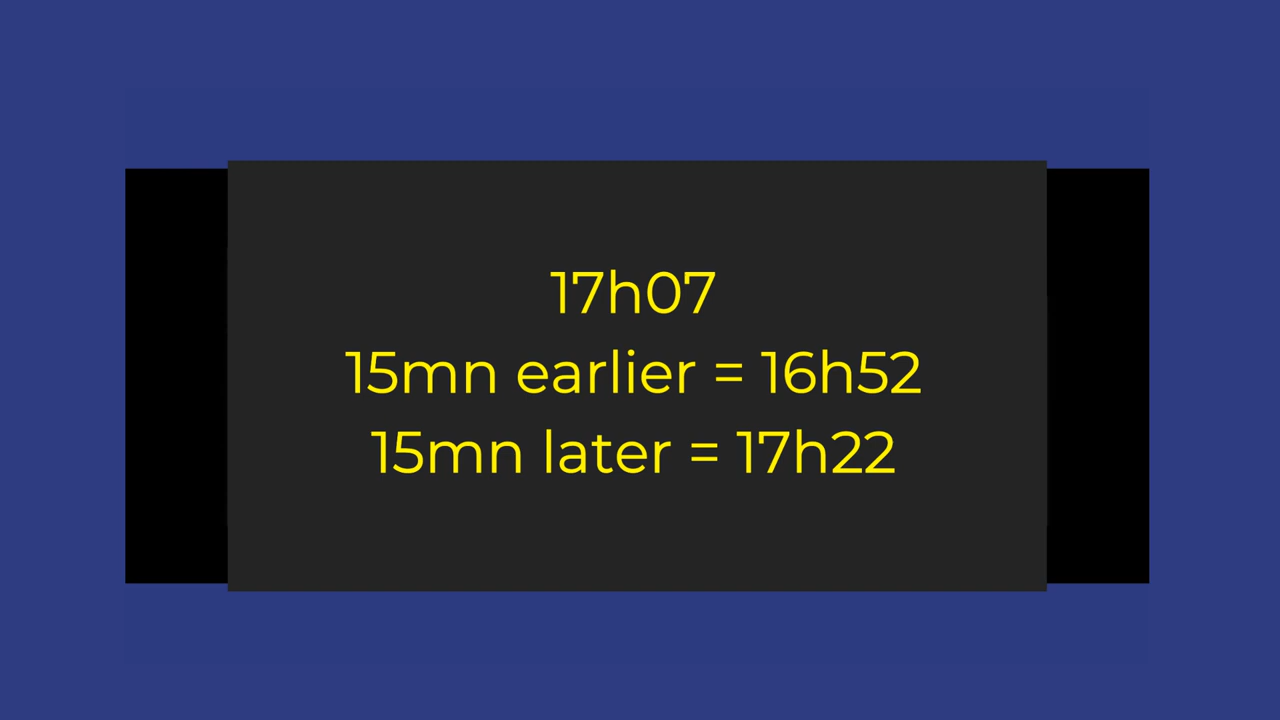 17h07
15mn earlier = 16h52
15mn later = 17h22